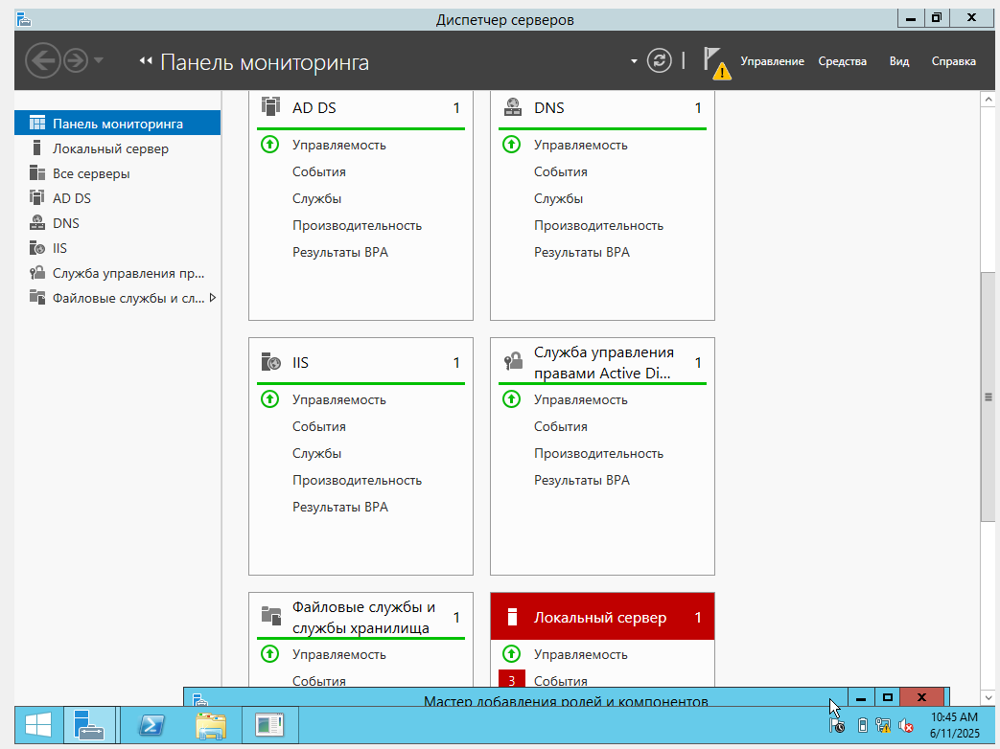 Диспетчер серверов
Панель мониторинга
Управление Средства Вид Справка
Панель мониторинга
Локальный сервер
Все серверы
AD DS
DNS
IIS
Служба управления пр...
Файловые службы и сл...
AD DS 1
Управляемость
События
Службы
Производительность
Результаты BPA
DNS 1
Управляемость
События
Службы
Производительность
Результаты BPA
IIS 1
Управляемость
События
Службы
Производительность
Результаты BPA
Служба управления
правами Active Di... 1
Управляемость
События
Производительность
Результаты BPA
Файловые службы и
службы хранилища 1
Управляемость
События
Локальный сервер 1
Управляемость
3 События
Мастер добавления ролей и компонентов
10:45 AM
6/11/2025